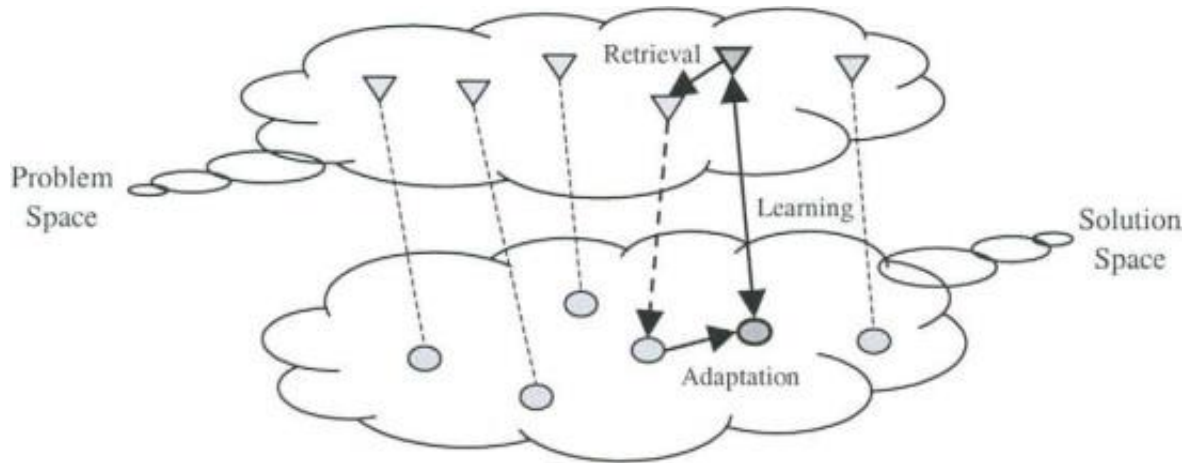 Retrieval
Problem
Space
Learning
Solution
Space
Adaptation